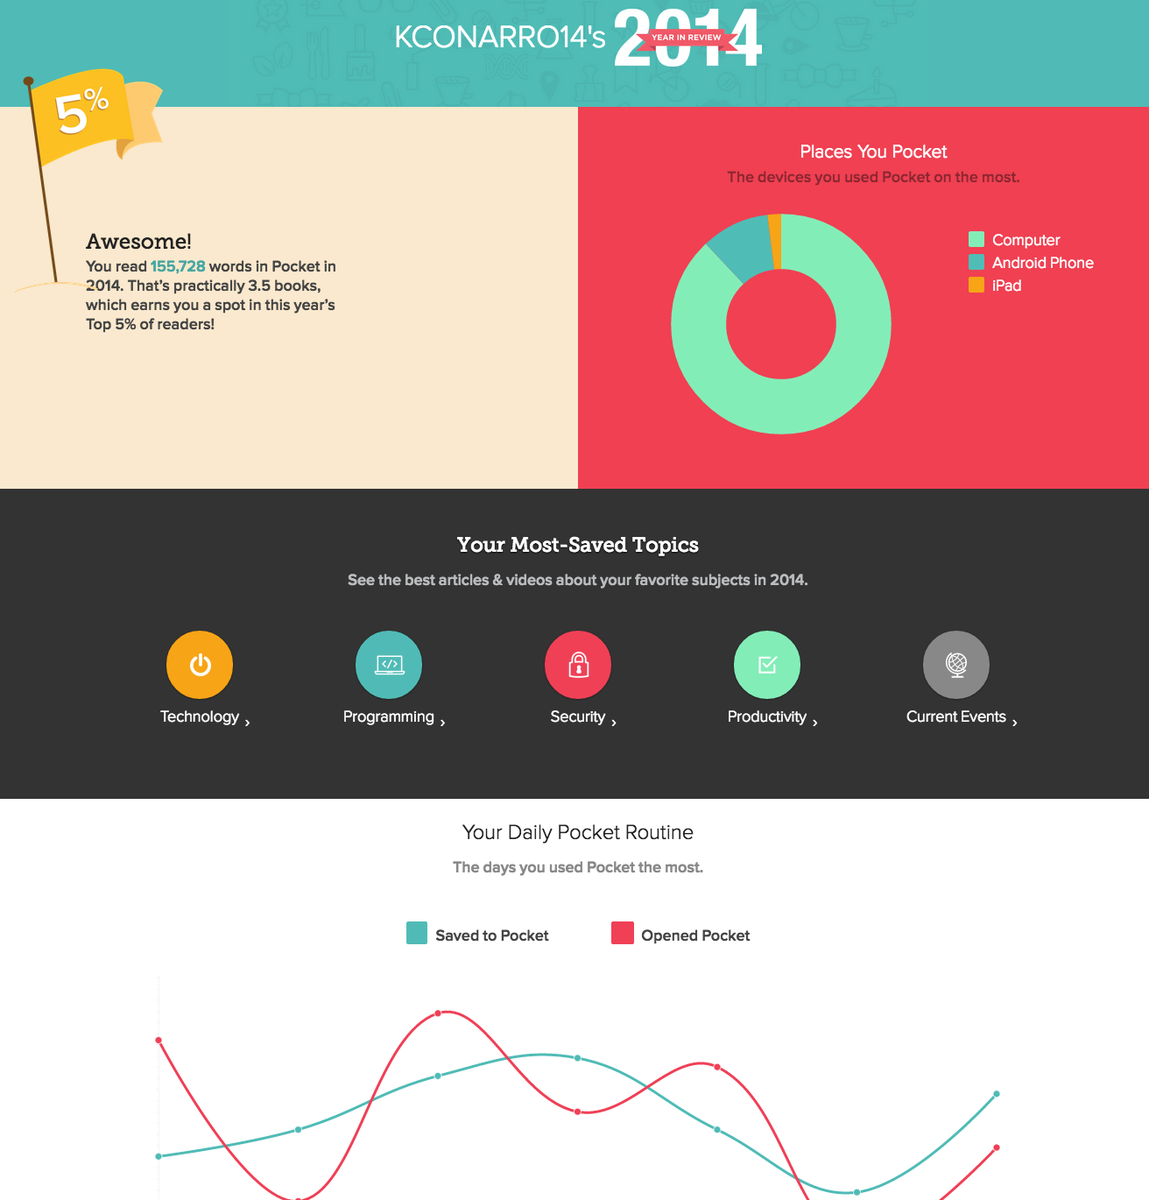 KCONARRO14's 2014
YEAR IN REVIEW
5%
Awesome!
You read 155,728 words in Pocket in
2014. That's practically 3.5 books,
which earns you a spot in this year's
Top 5% of readers!
Places You Pocket
The devices you used Pocket on the most.
Computer
Android Phone
iPad
Your Most-Saved Topics
See the best articles & videos about your favorite subjects in 2014.
</>
Technology ›
Programming ›
Security ›
Productivity ›
Current Events ›
Your Daily Pocket Routine
The days you used Pocket the most.
Saved to Pocket
Opened Pocket